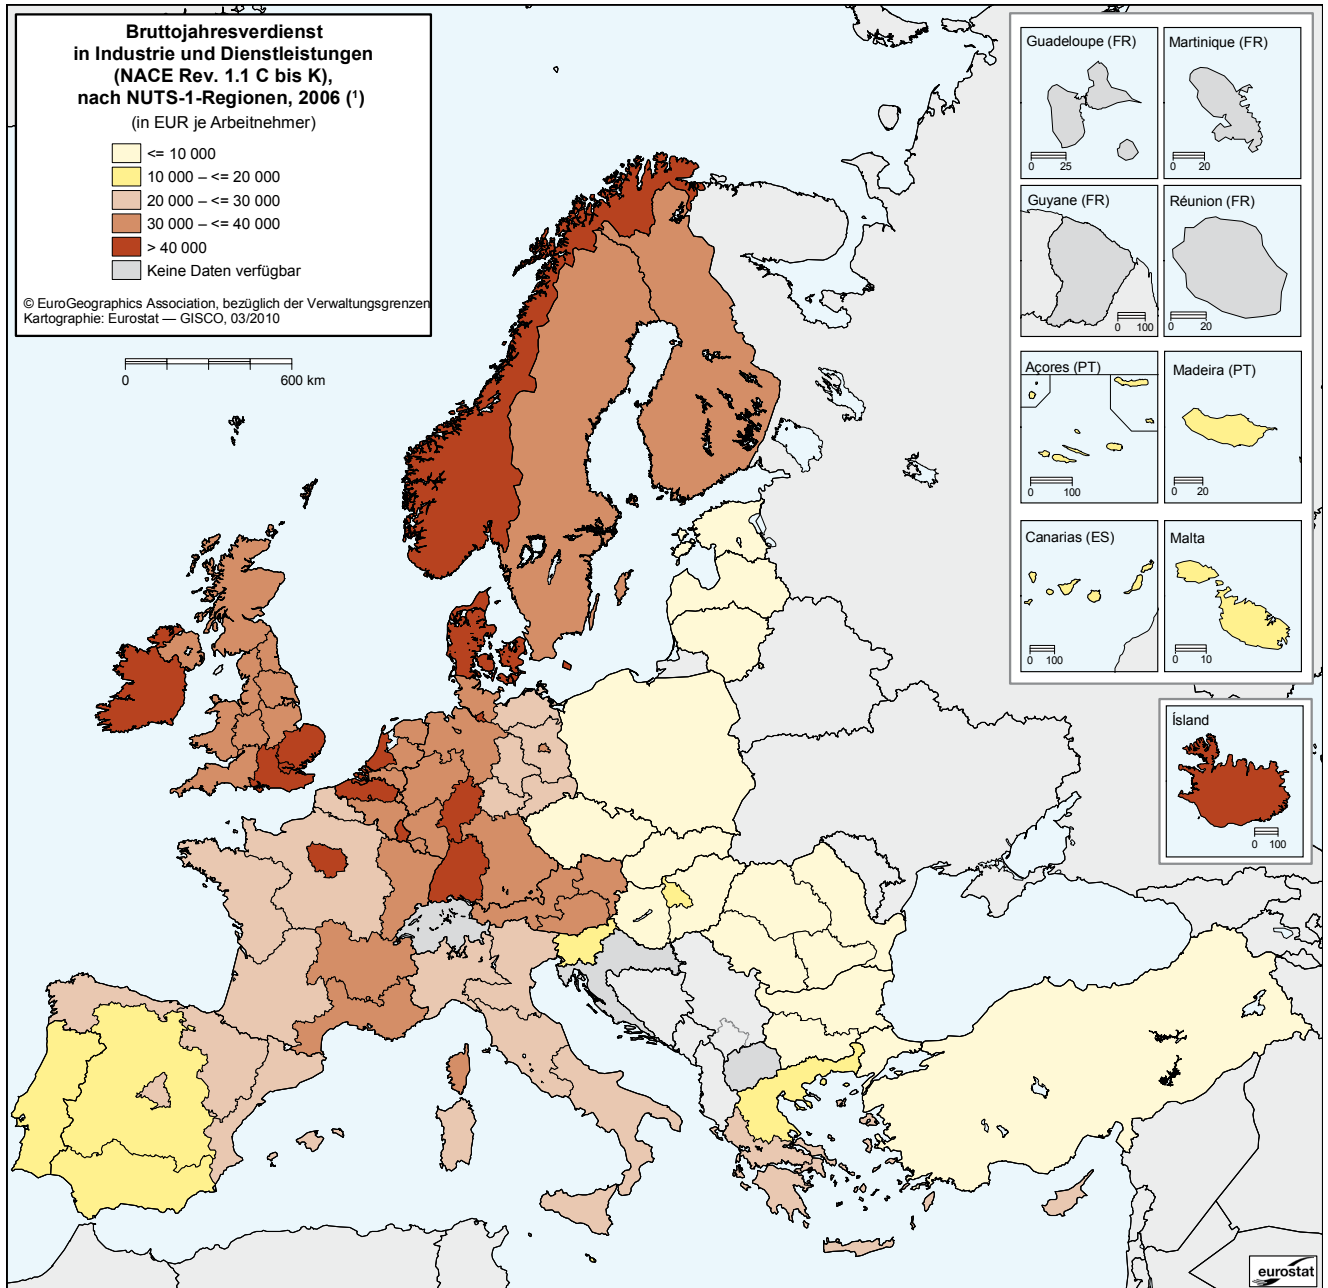 Bruttojahresverdienst
in Industrie und Dienstleistungen
(NACE Rev. 1.1 C bis K),
nach NUTS-1-Regionen, 2006 (¹)
(in EUR je Arbeitnehmer)
<= 10 000
10 000 – <= 20 000
20 000 – <= 30 000
30 000 – <= 40 000
> 40 000
Keine Daten verfügbar
© EuroGeographics Association, bezüglich der Verwaltungsgrenzen
Kartographie: Eurostat — GISCO, 03/2010
0 600 km
Guadeloupe (FR)
0 25
Martinique (FR)
0 20
Guyane (FR)
0 100
Réunion (FR)
0 20
Açores (PT)
0 100
Madeira (PT)
0 20
Canarias (ES)
0 100
Malta
0 10
Ísland
0 100
eurostat